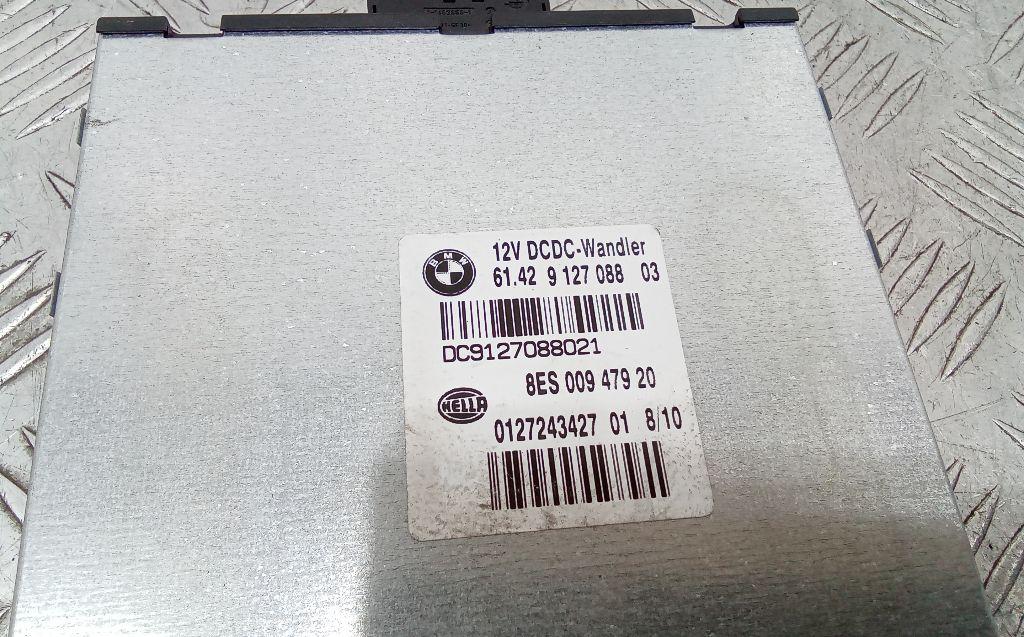 BMW
12V DCDC-Wandler
61.42 9 127 088 03
DC9127088021
8ES 009 479 20
HELLA
0127243427 01 8/10